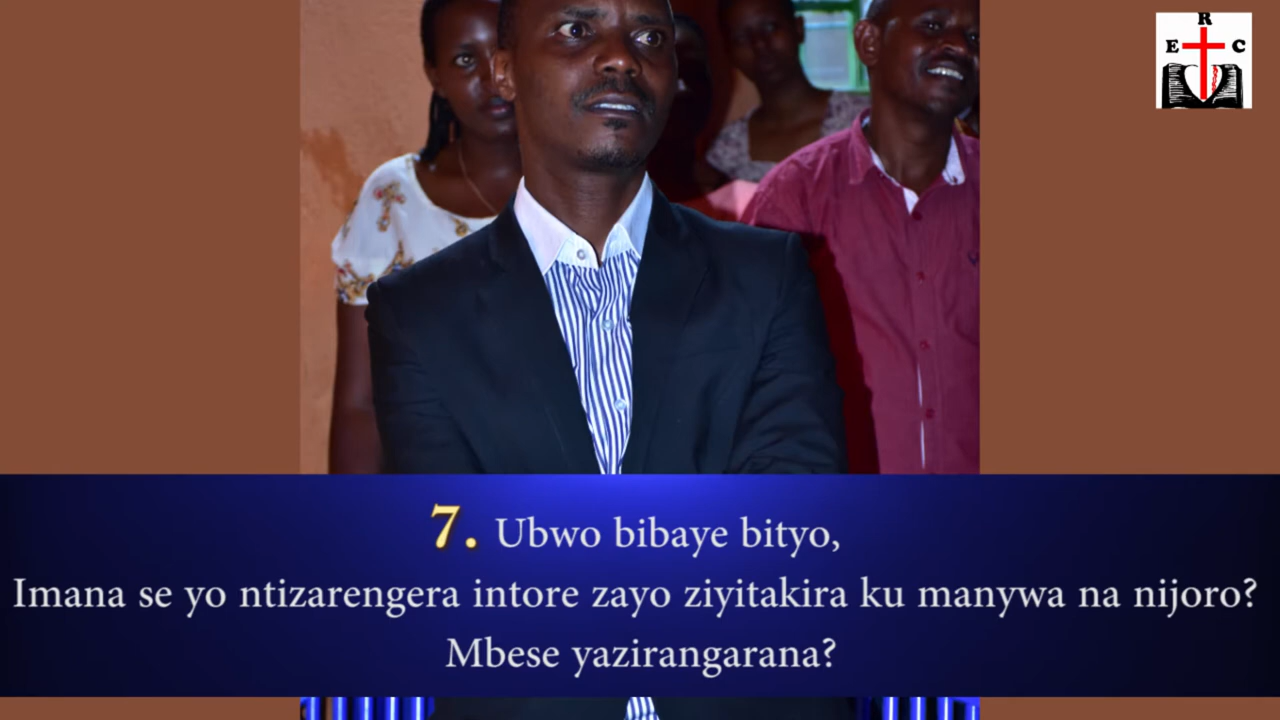 R
E C
7. Ubwo bibaye bityo,
Imana se yo ntizarengera intore zayo ziyitakira ku manywa na nijoro?
Mbese yazirangarana?